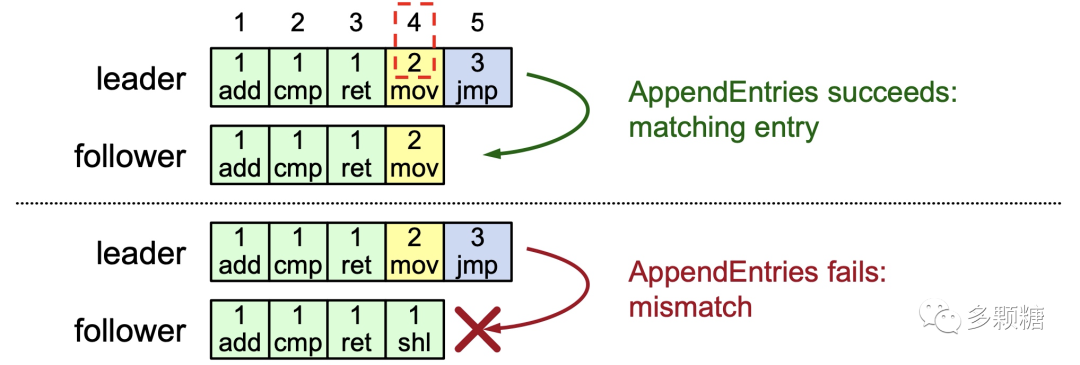 1 2 3 4 5
leader
1 1 1 2 3
add cmp ret mov jmp
AppendEntries succeeds:
matching entry
follower
1 1 1 2
add cmp ret mov
leader
1 1 1 2 3
add cmp ret mov jmp
AppendEntries fails:
mismatch
follower
1 1 1 1
add cmp ret shl
多颗糖